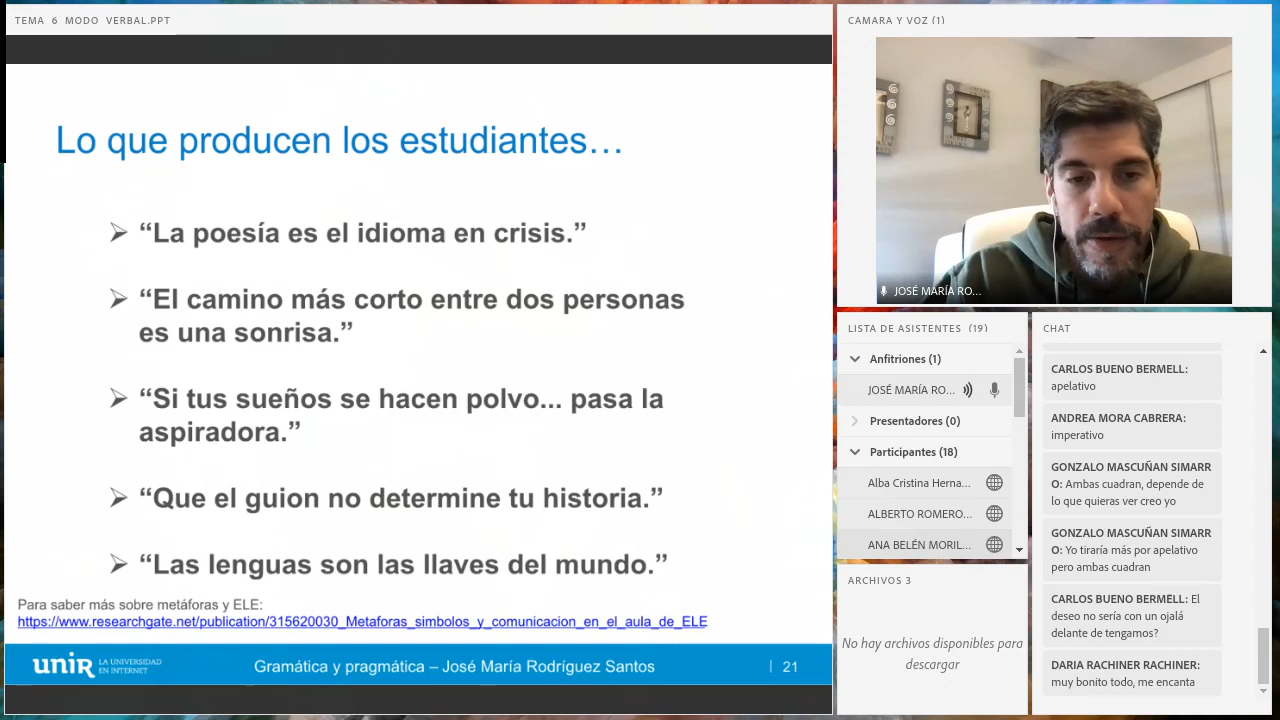 TEMA 6 MODO VERBAL.PPT
Lo que producen los estudiantes…
➢ “La poesía es el idioma en crisis.”
➢ “El camino más corto entre dos personas
es una sonrisa.”
➢ “Si tus sueños se hacen polvo... pasa la
aspiradora.”
➢ “Que el guion no determine tu historia.”
➢ “Las lenguas son las llaves del mundo.”
Para saber más sobre metáforas y ELE:
https://www.researchgate.net/publication/315620030_Metaforas_simbolos_y_comunicacion_en_el_aula_de_ELE
unir LA UNIVERSIDAD
EN INTERNET
Gramática y pragmática – José María Rodríguez Santos
| 21
CAMARA Y VOZ (1)
JOSÉ MARÍA RO...
LISTA DE ASISTENTES (19)
Anfitriones (1)
JOSÉ MARÍA RO...
Presentadores (0)
Participantes (18)
Alba Cristina Herna...
ALBERTO ROMERO...
ANA BELÉN MORIL...
ARCHIVOS 3
No hay archivos disponibles para
descargar
CHAT
CARLOS BUENO BERMELL:
apelativo
ANDREA MORA CABRERA:
imperativo
GONZALO MASCUÑAN SIMARR
O: Ambas cuadran, depende de
lo que quieras ver creo yo
GONZALO MASCUÑAN SIMARR
O: Yo tiraría más por apelativo
pero ambas cuadran
CARLOS BUENO BERMELL: El
deseo no sería con un ojalá
delante de tengamos?
DARIA RACHINER RACHINER:
muy bonito todo, me encanta